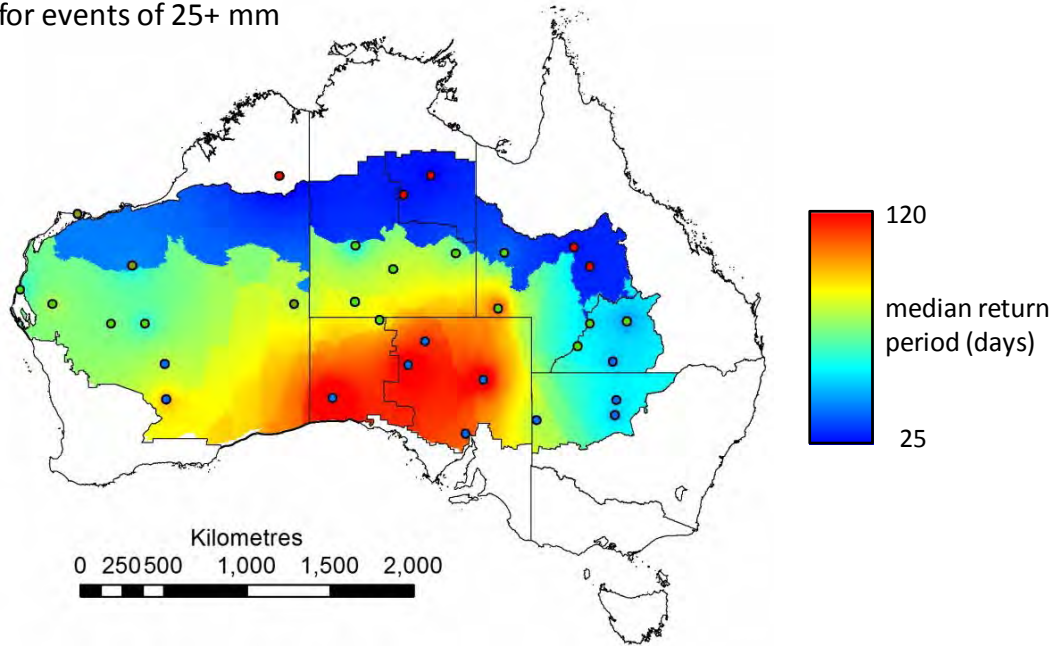 for events of 25+ mm
120
median return
period (days)
25
Kilometres
0 250 500 1,000 1,500 2,000